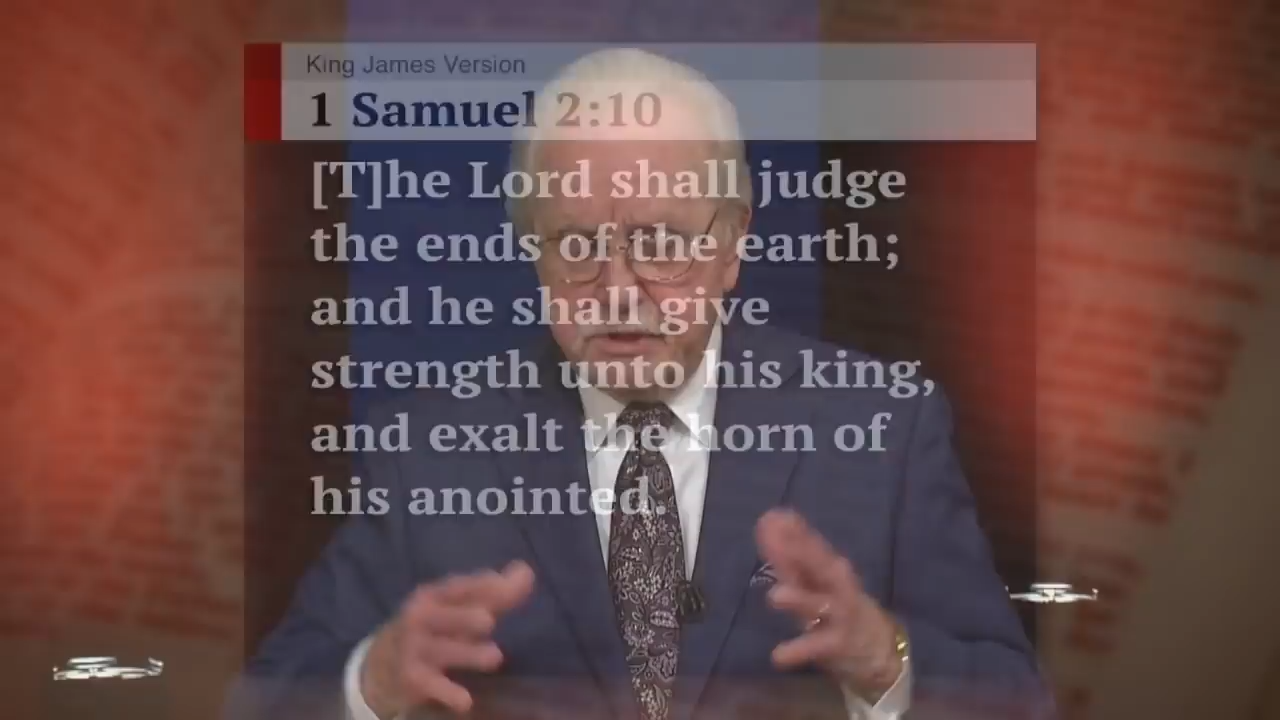 King James Version
1 Samuel 2:10
[T]he Lord shall judge
the ends of the earth;
and he shall give
strength unto his king,
and exalt the horn of
his anointed.